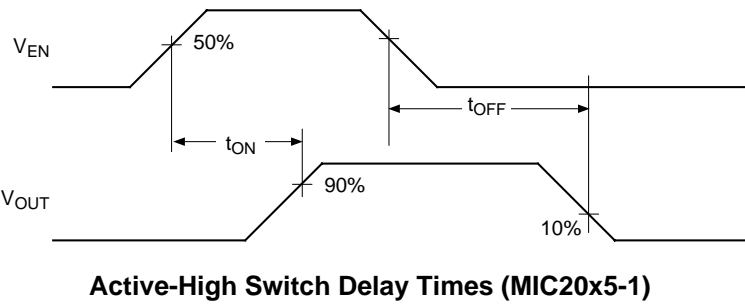 V_EN
50%
t_OFF
t_ON
V_OUT
90%
10%
Active-High Switch Delay Times (MIC20x5-1)